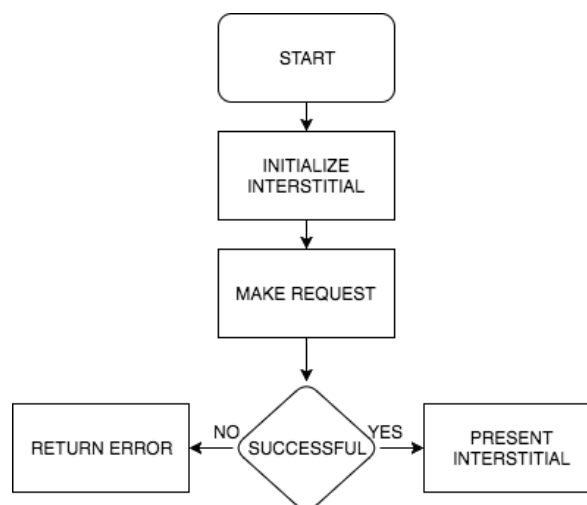 START
INITIALIZE
INTERSTITIAL
MAKE REQUEST
NO
YES
RETURN ERROR
SUCCESSFUL
PRESENT
INTERSTITIAL